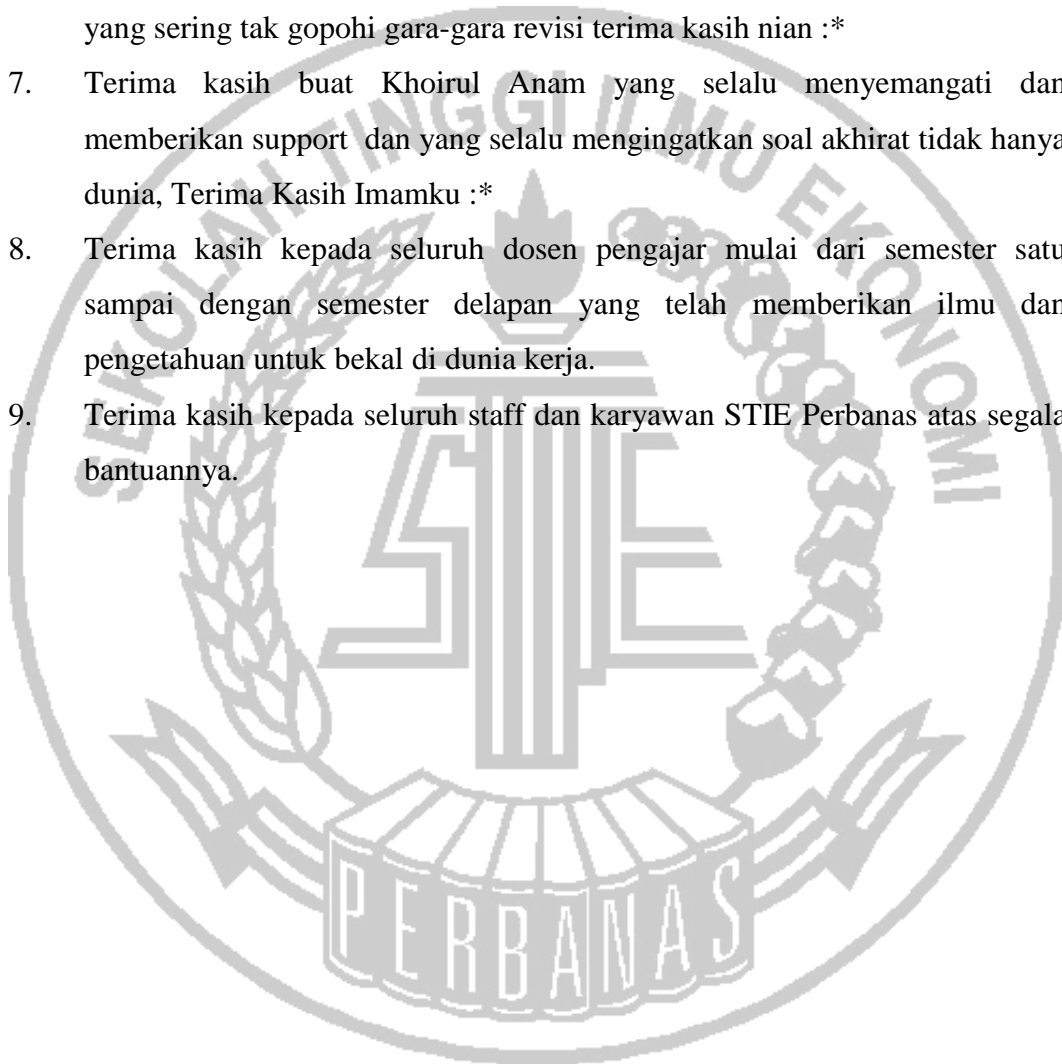 yang sering tak gopohi gara-gara revisi terima kasih nian :*
7. Terima kasih buat Khoirul Anam yang selalu menyemangati dan
memberikan support dan yang selalu mengingatkan soal akhirat tidak hanya
dunia, Terima Kasih Imamku :*
8. Terima kasih kepada seluruh dosen pengajar mulai dari semester satu
sampai dengan semester delapan yang telah memberikan ilmu dan
pengetahuan untuk bekal di dunia kerja.
9. Terima kasih kepada seluruh staff dan karyawan STIE Perbanas atas segala
bantuannya.
SEKOLAH TINGGI ILMU EKONOMI
STIE
PERBANAS